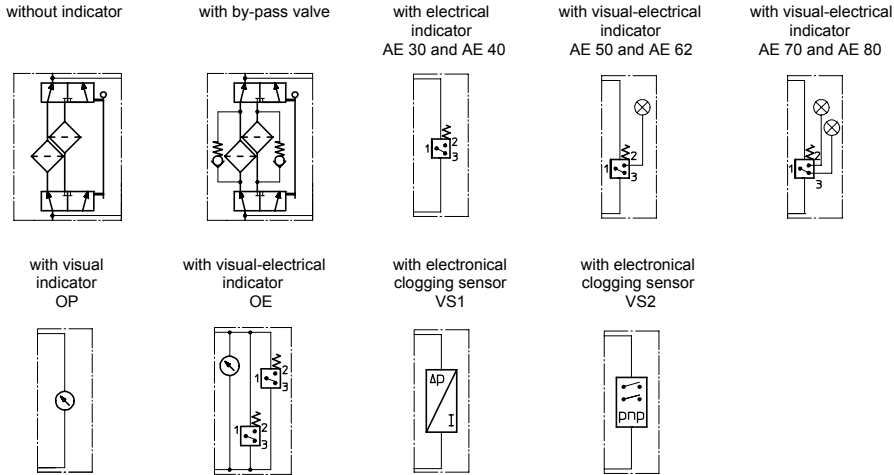 without indicator
with by-pass valve
with electrical
indicator
AE 30 and AE 40
with visual-electrical
indicator
AE 50 and AE 62
with visual-electrical
indicator
AE 70 and AE 80
1 2
3
1 2
3
1 2
3
with visual
indicator
OP
with visual-electrical
indicator
OE
with electronical
clogging sensor
VS1
with electronical
clogging sensor
VS2
1 2
3
1 2
3
Δp
I
pnp